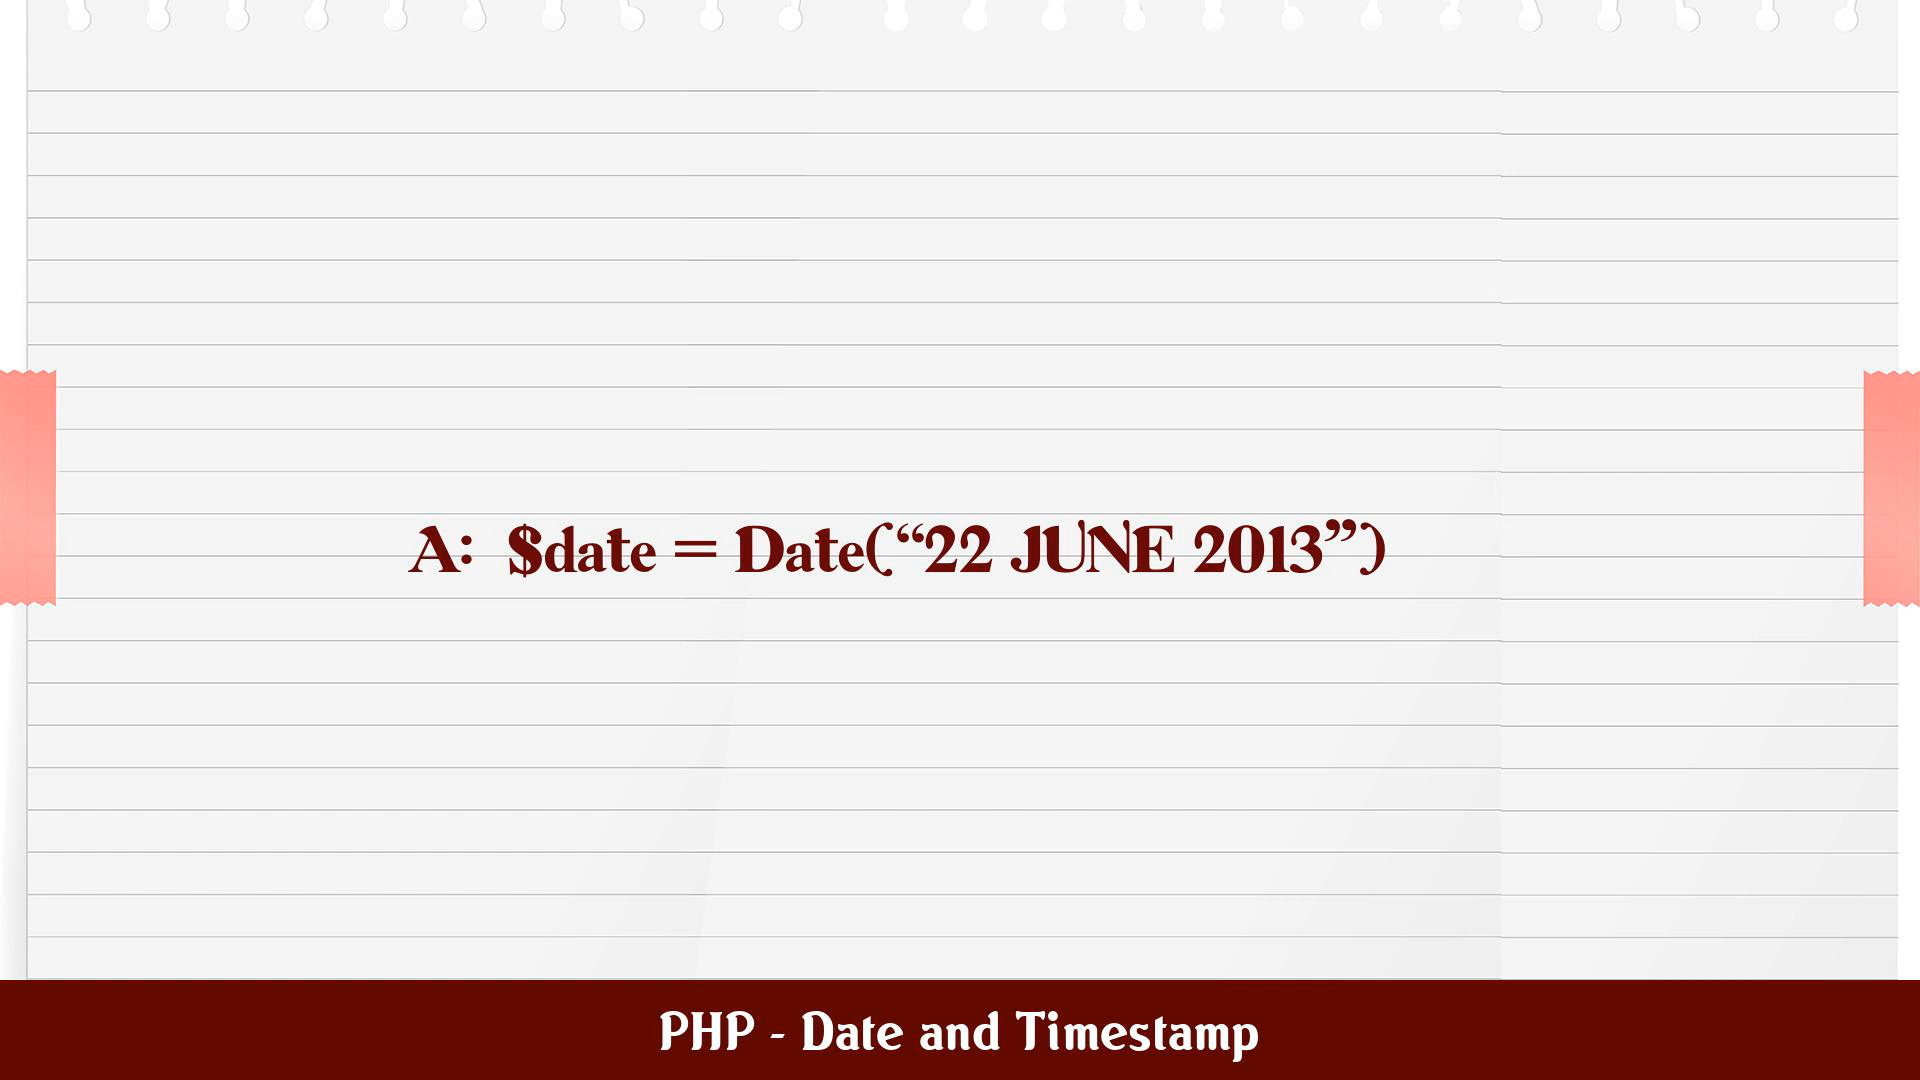 A: $date = Date(“22 JUNE 2013”)
PHP - Date and Timestamp